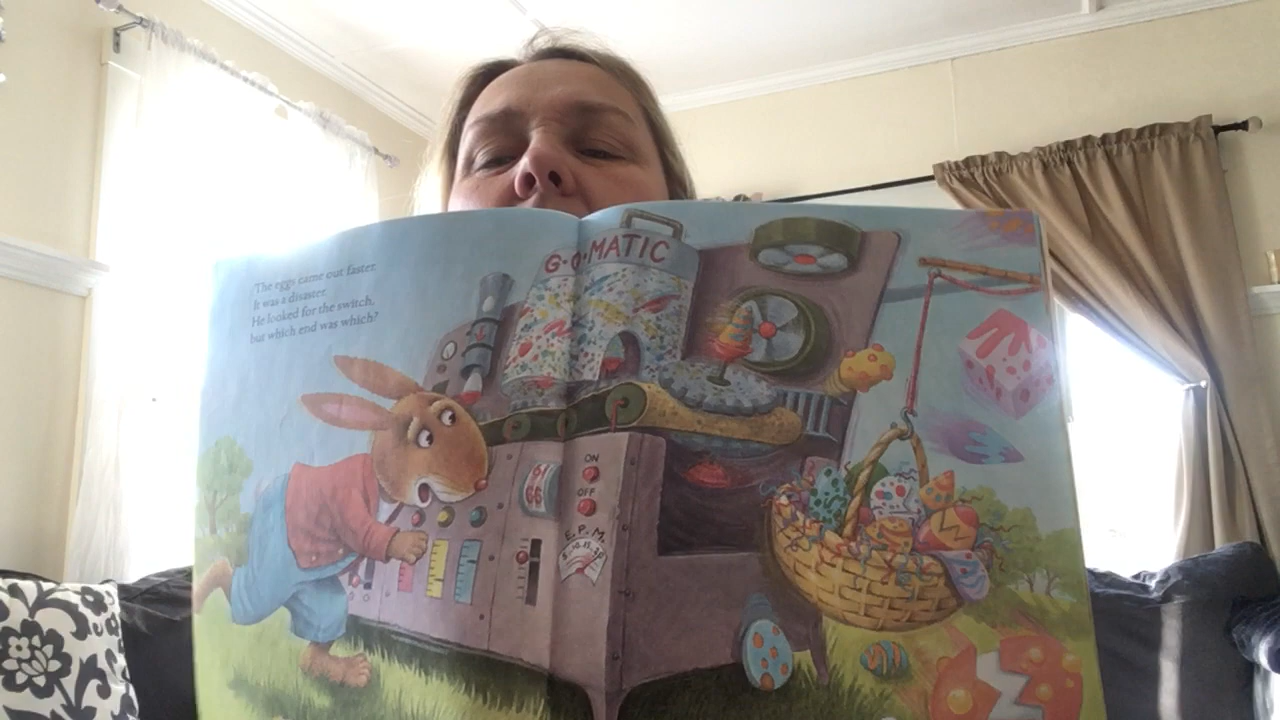 The eggs came out faster.
It was a disaster.
He looked for the switch,
but which end was which?
G-O-MATIC
ON
OFF
E.P.M.